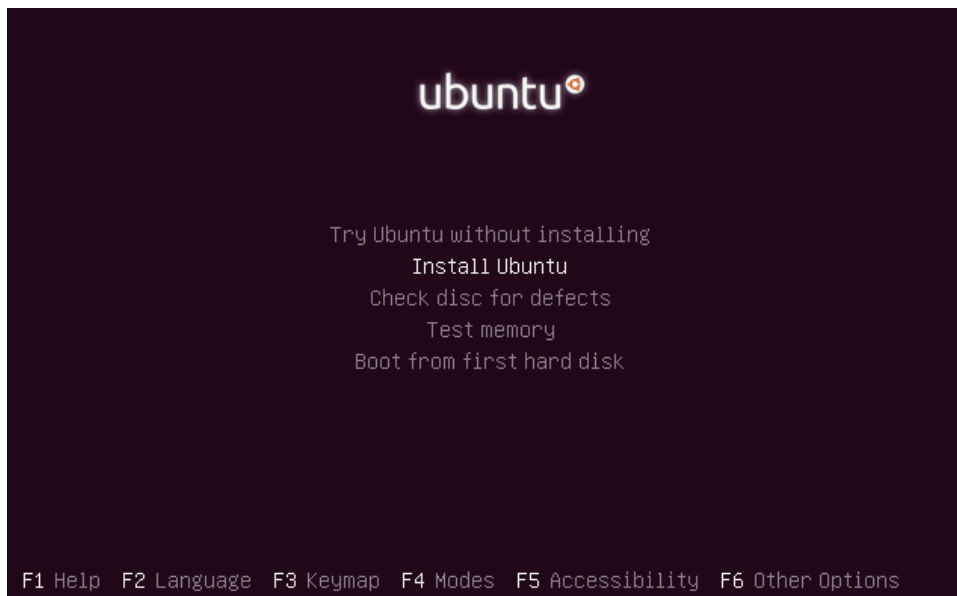 ubuntu
Try Ubuntu without installing
Install Ubuntu
Check disc for defects
Test memory
Boot from first hard disk
F1 Help F2 Language F3 Keymap F4 Modes F5 Accessibility F6 Other Options